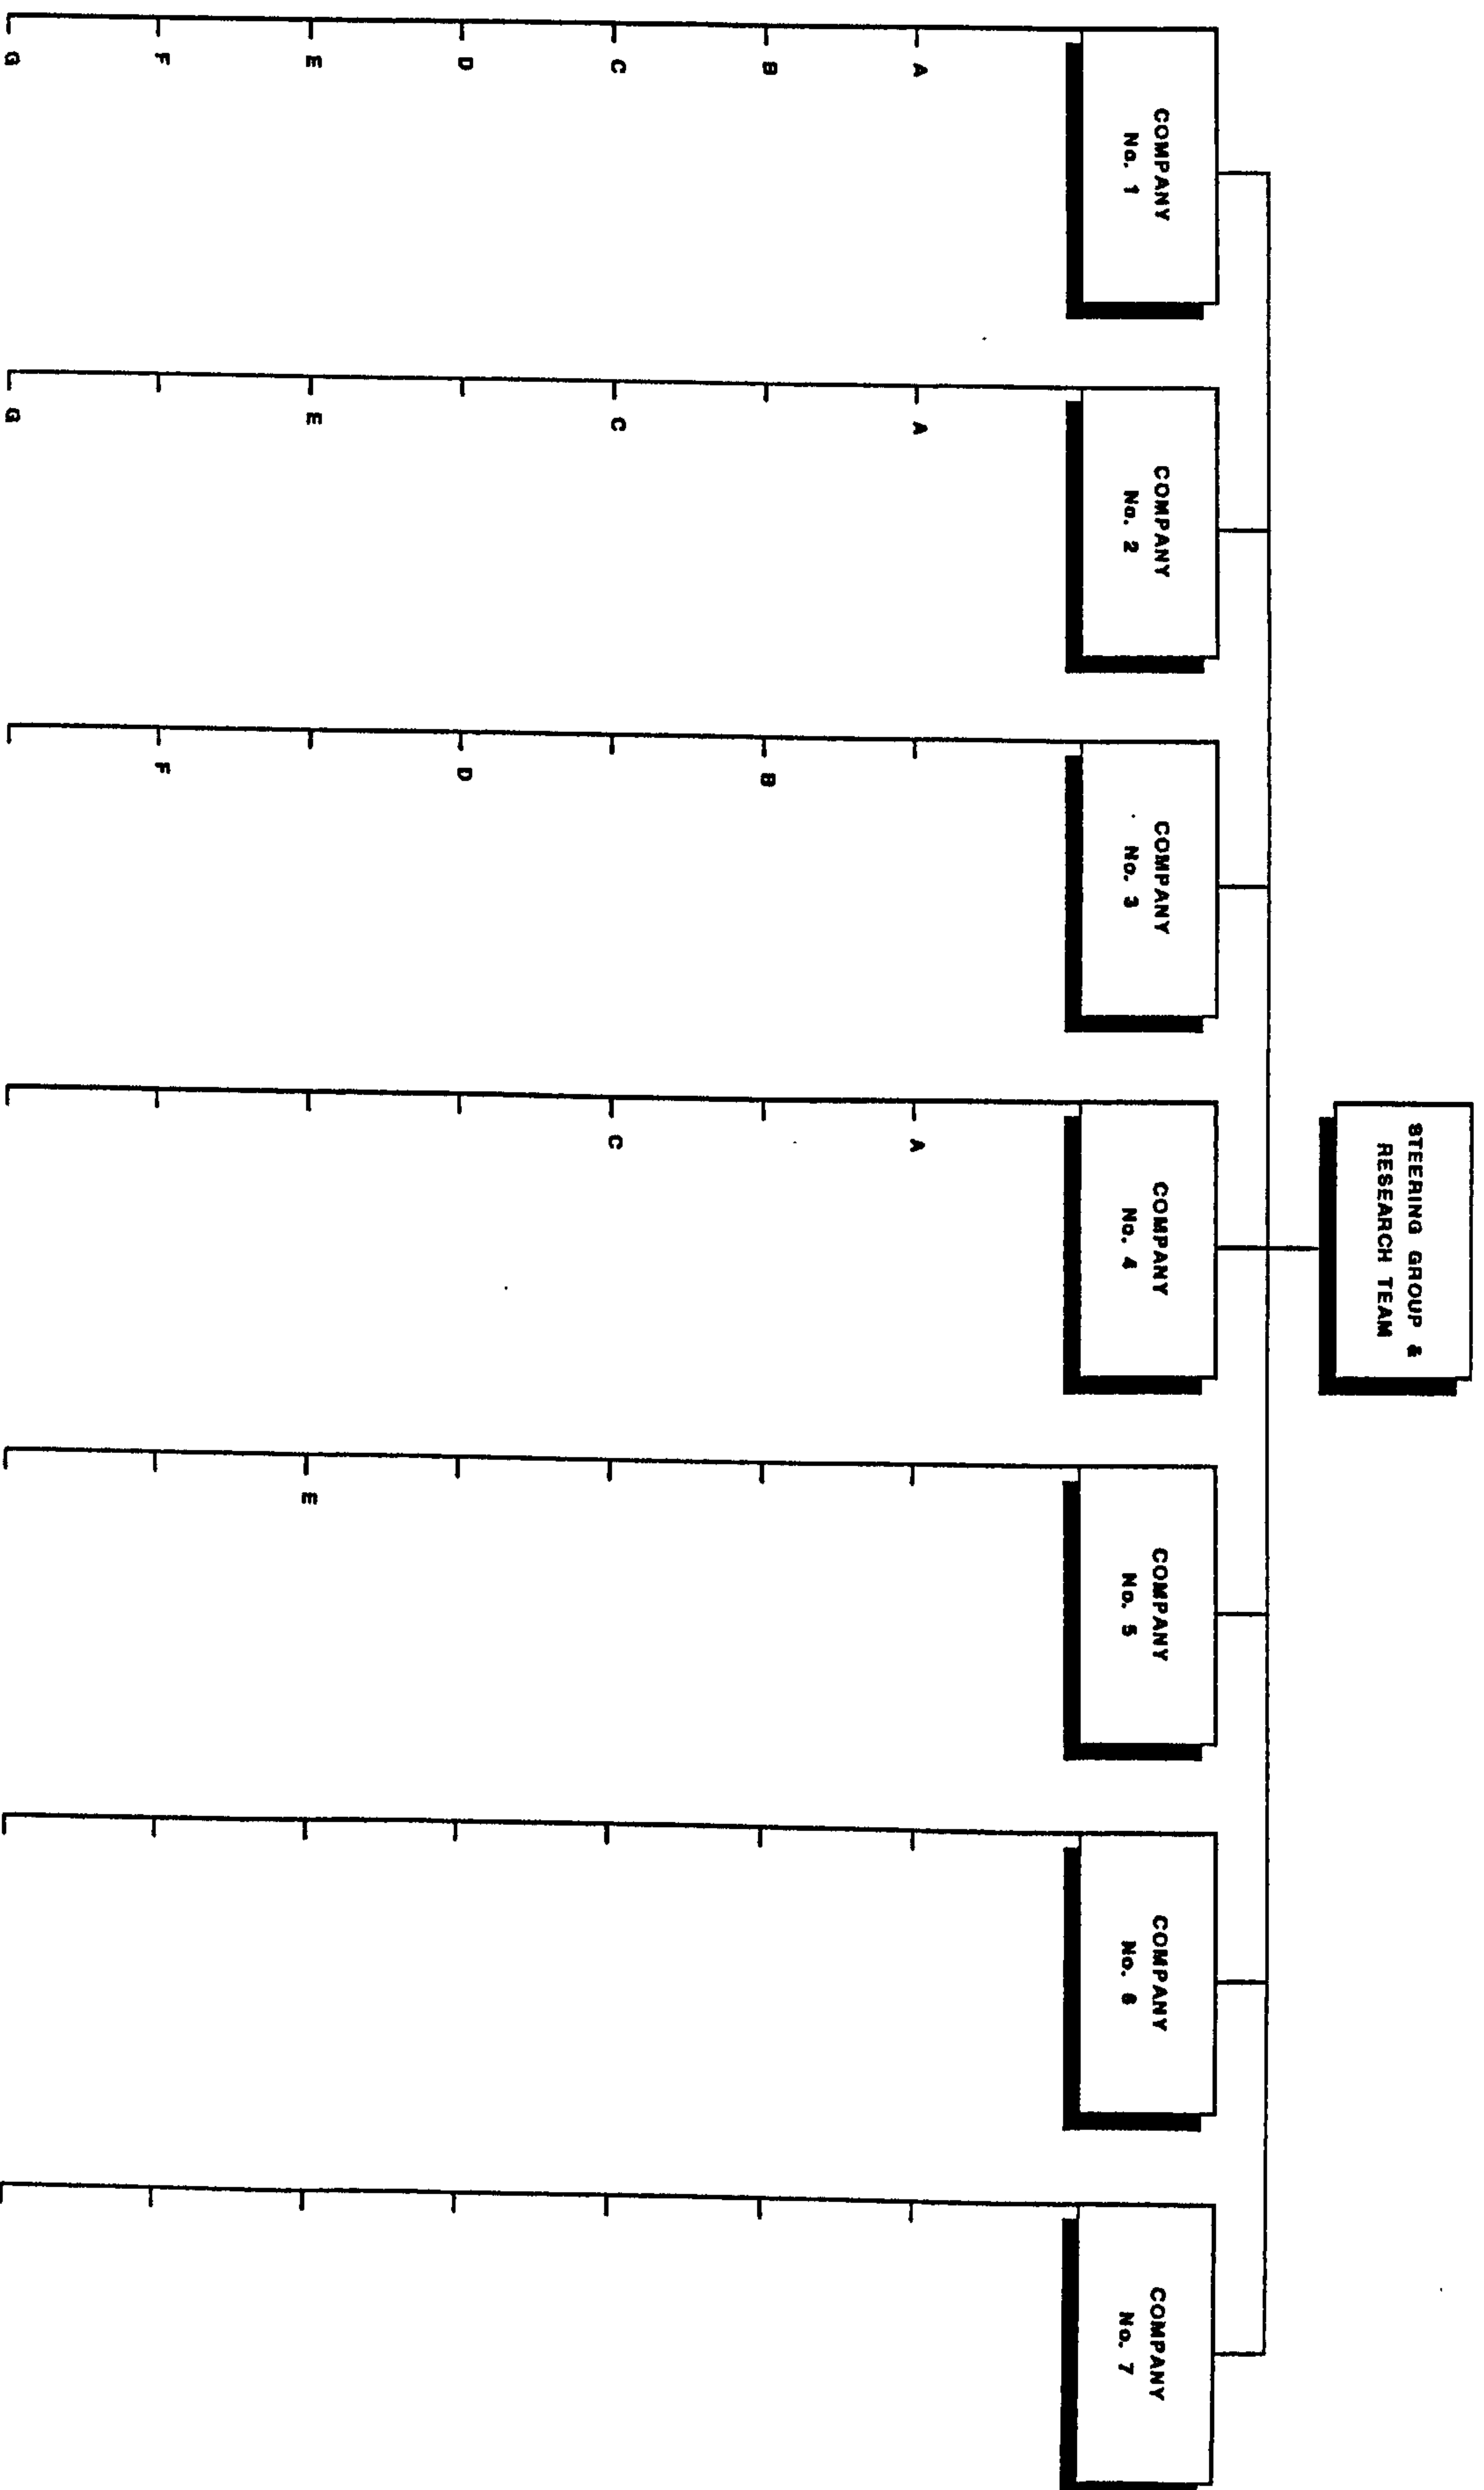 STEERING GROUP &
RESEARCH TEAM
COMPANY
No. 1
COMPANY
No. 2
COMPANY
No. 3
COMPANY
No. 4
COMPANY
No. 5
COMPANY
No. 6
COMPANY
No. 7
A
B
C
D
E
F
G
A
C
E
G
B
D
F
A
C
E